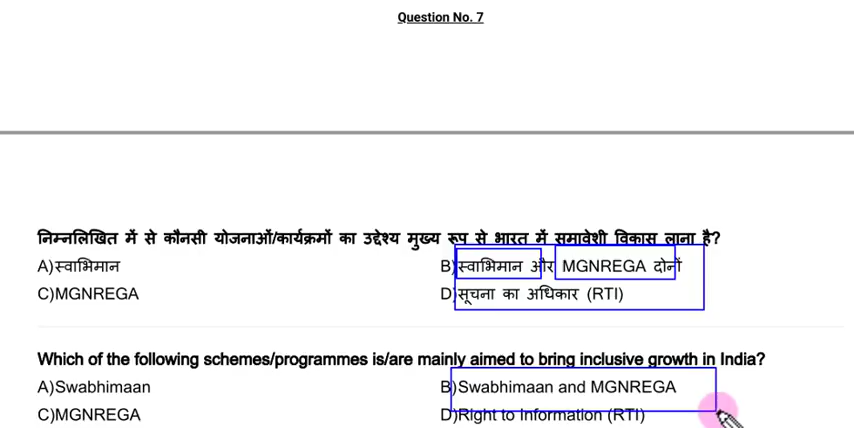 Question No. 7
निम्नलिखित में से कौनसी योजनाओं/कार्यक्रमों का उद्देश्य मुख्य रूप से भारत में समावेशी विकास लाना है?
A)स्वाभिमान B)स्वाभिमान और MGNREGA दोनों
C)MGNREGA D)सूचना का अधिकार (RTI)
Which of the following schemes/programmes is/are mainly aimed to bring inclusive growth in India?
A)Swabhimaan B)Swabhimaan and MGNREGA
C)MGNREGA D)Right to Information (RTI)